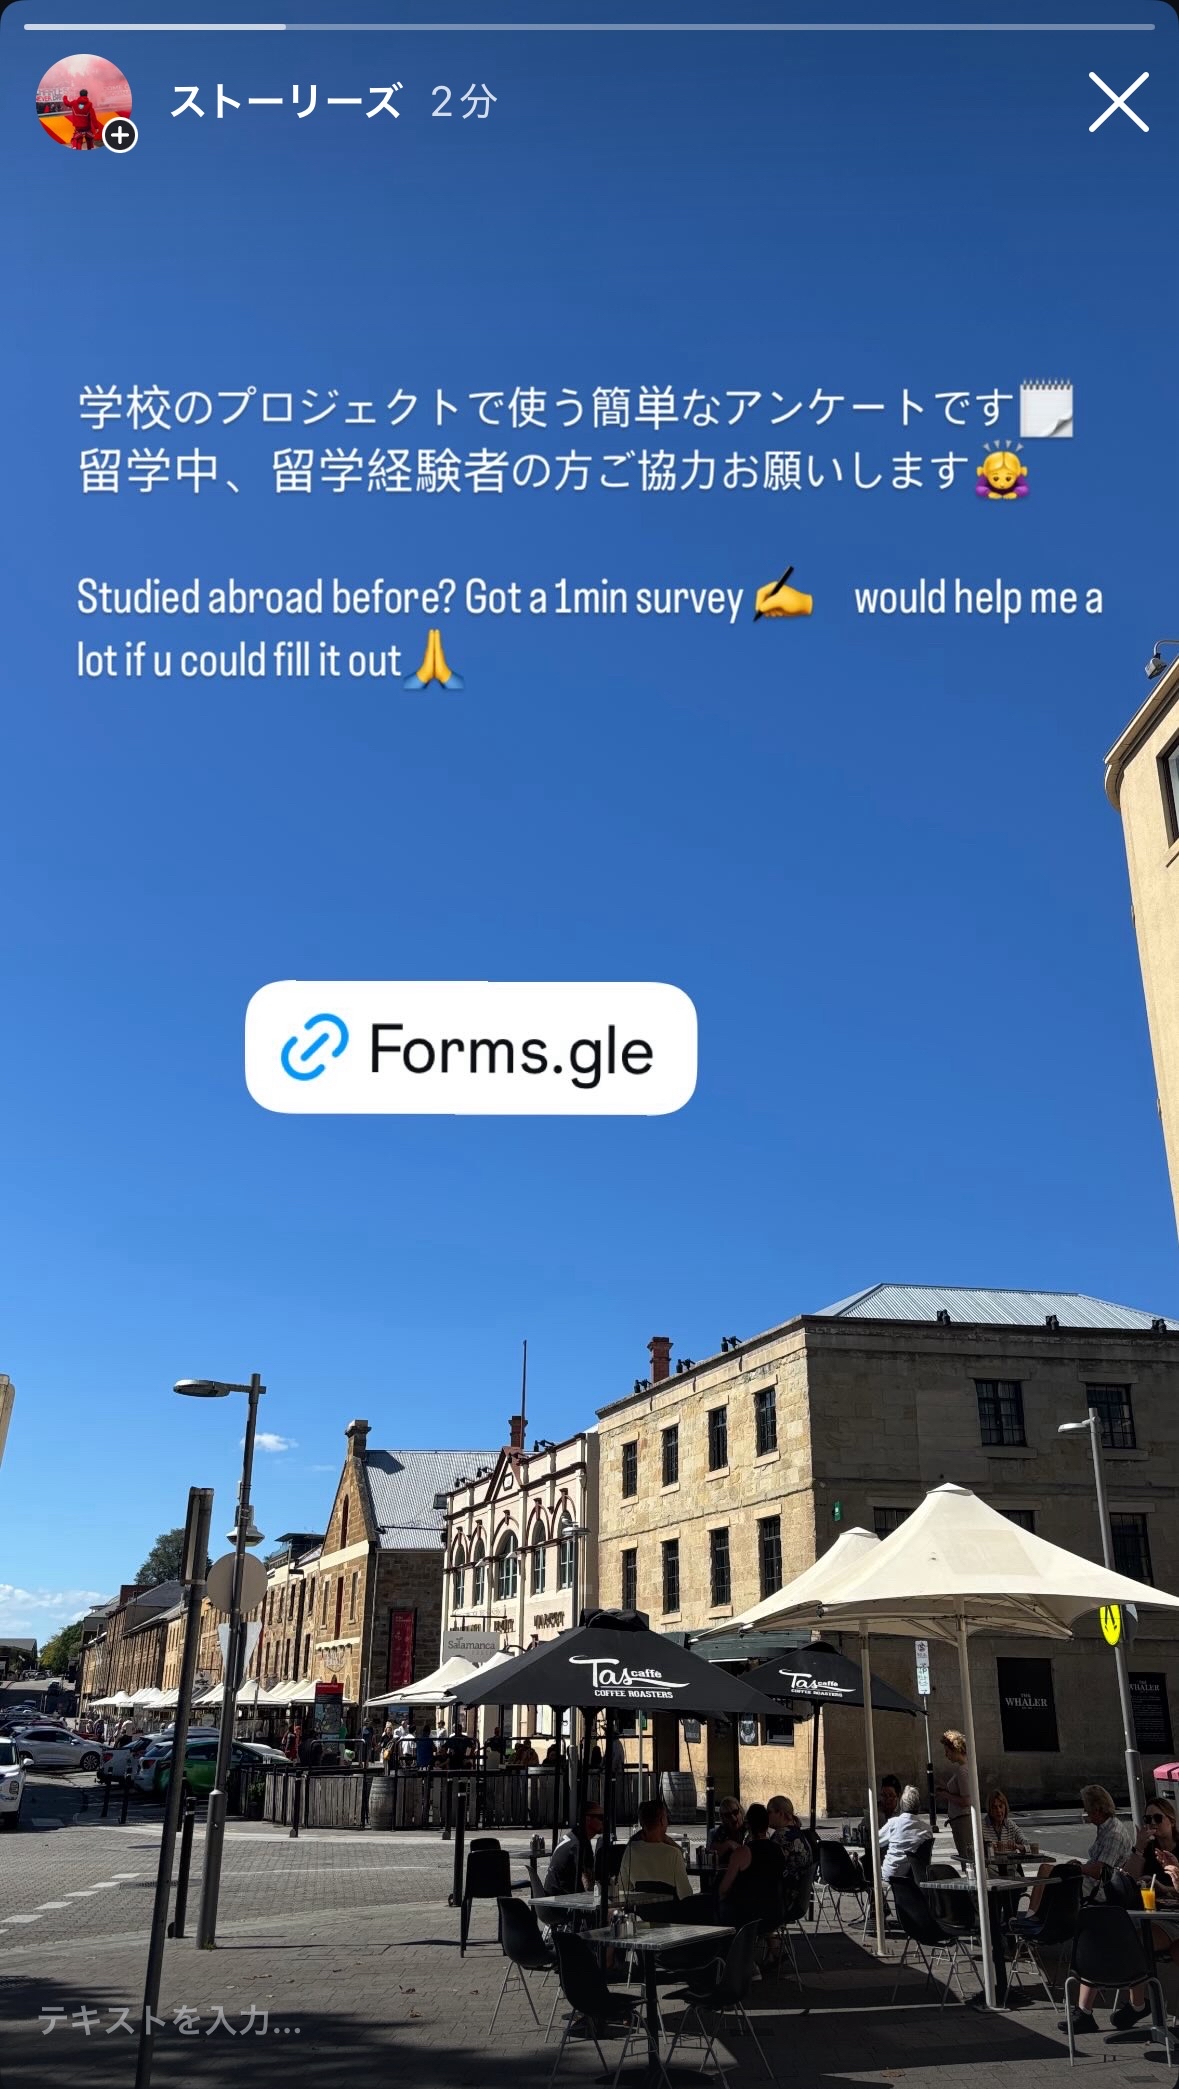 ストーリーズ 2分
学校のプロジェクトで使う簡単なアンケートです🗒️
留学中、留学経験者の方ご協力お願いします🙇‍♀️
Studied abroad before? Got a 1min survey ✍️ would help me a
lot if u could fill it out🙏
Forms.gle
Salamanca
Tas caffé
COFFEE ROASTERS
Tas caffé
COFFEE ROASTERS
THE
WHALER
THE
WHALER
テキストを入力...